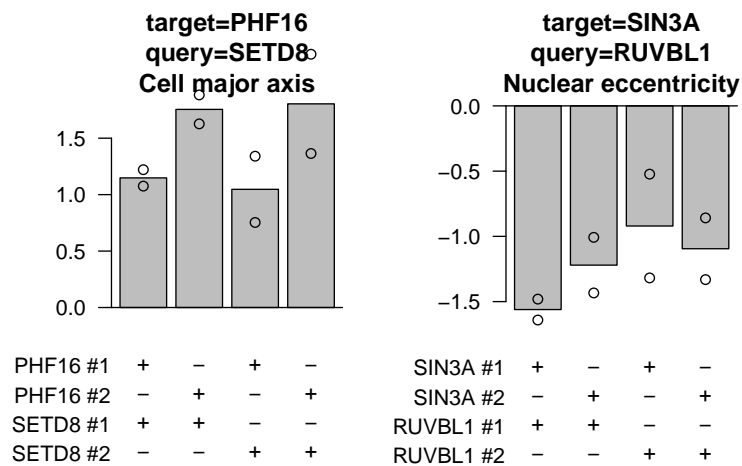 target=PHF16
query=SETD8
Cell major axis
1.5
1.0
0.5
0.0
PHF16 #1 + − + −
PHF16 #2 − + − +
SETD8 #1 + + − −
SETD8 #2 − − + +
target=SIN3A
query=RUVBL1
Nuclear eccentricity
0.0
−0.5
−1.0
−1.5
SIN3A #1 + − + −
SIN3A #2 − + − +
RUVBL1 #1 + + − −
RUVBL1 #2 − − + +